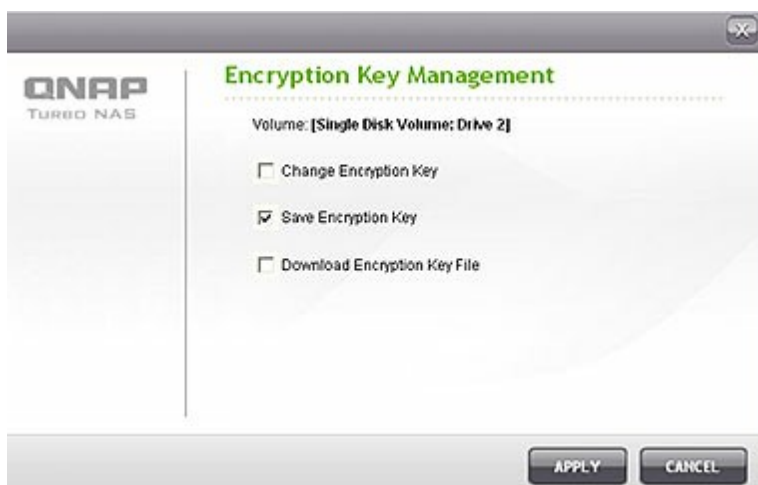 QNAP
TURBO NAS
Encryption Key Management
Volume: [Single Disk Volume: Drive 2]
Change Encryption Key
Save Encryption Key
Download Encryption Key File
APPLY
CANCEL